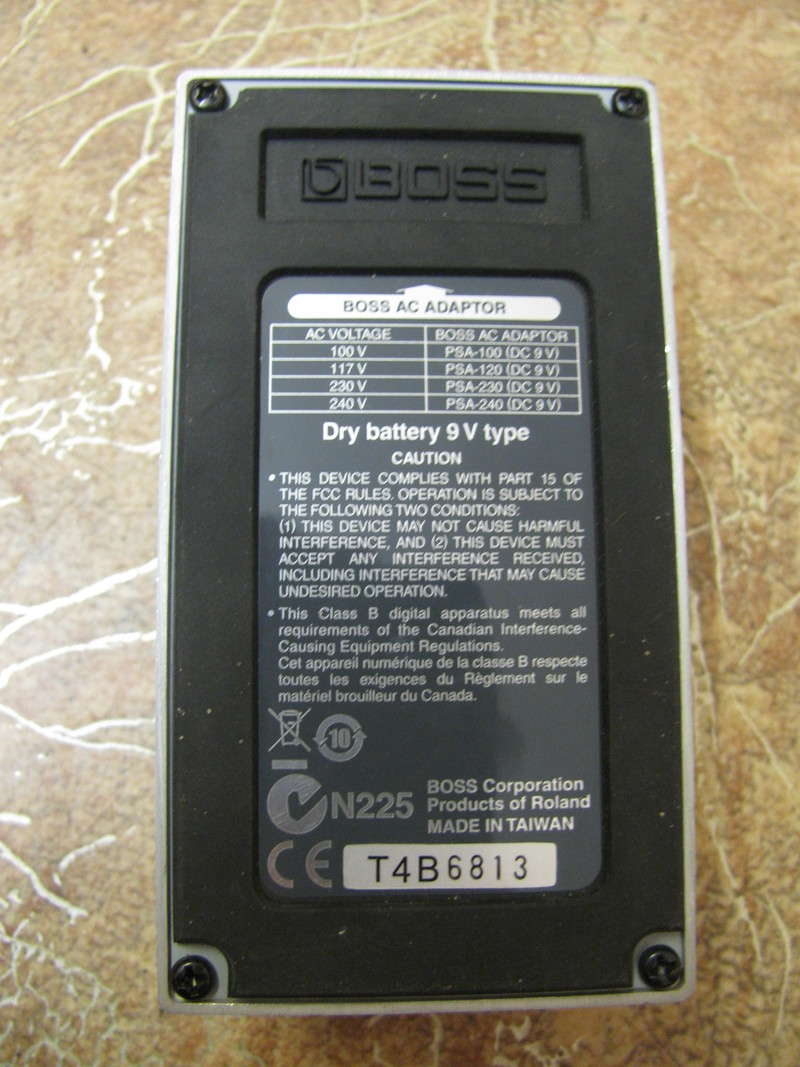 BOSS
BOSS AC ADAPTOR
AC VOLTAGE BOSS AC ADAPTOR
100 V PSA-100 (DC 9 V)
117 V PSA-120 (DC 9 V)
230 V PSA-230 (DC 9 V)
240 V PSA-240 (DC 9 V)
Dry battery 9 V type
CAUTION
• THIS DEVICE COMPLIES WITH PART 15 OF
THE FCC RULES. OPERATION IS SUBJECT TO
THE FOLLOWING TWO CONDITIONS:
(1) THIS DEVICE MAY NOT CAUSE HARMFUL
INTERFERENCE, AND (2) THIS DEVICE MUST
ACCEPT ANY INTERFERENCE RECEIVED,
INCLUDING INTERFERENCE THAT MAY CAUSE
UNDESIRED OPERATION.
• This Class B digital apparatus meets all
requirements of the Canadian Interference-
Causing Equipment Regulations.
Cet appareil numérique de la classe B respecte
toutes les exigences du Règlement sur le
matériel brouilleur du Canada.
10
N225
BOSS Corporation
Products of Roland
MADE IN TAIWAN
CE
T4B6813